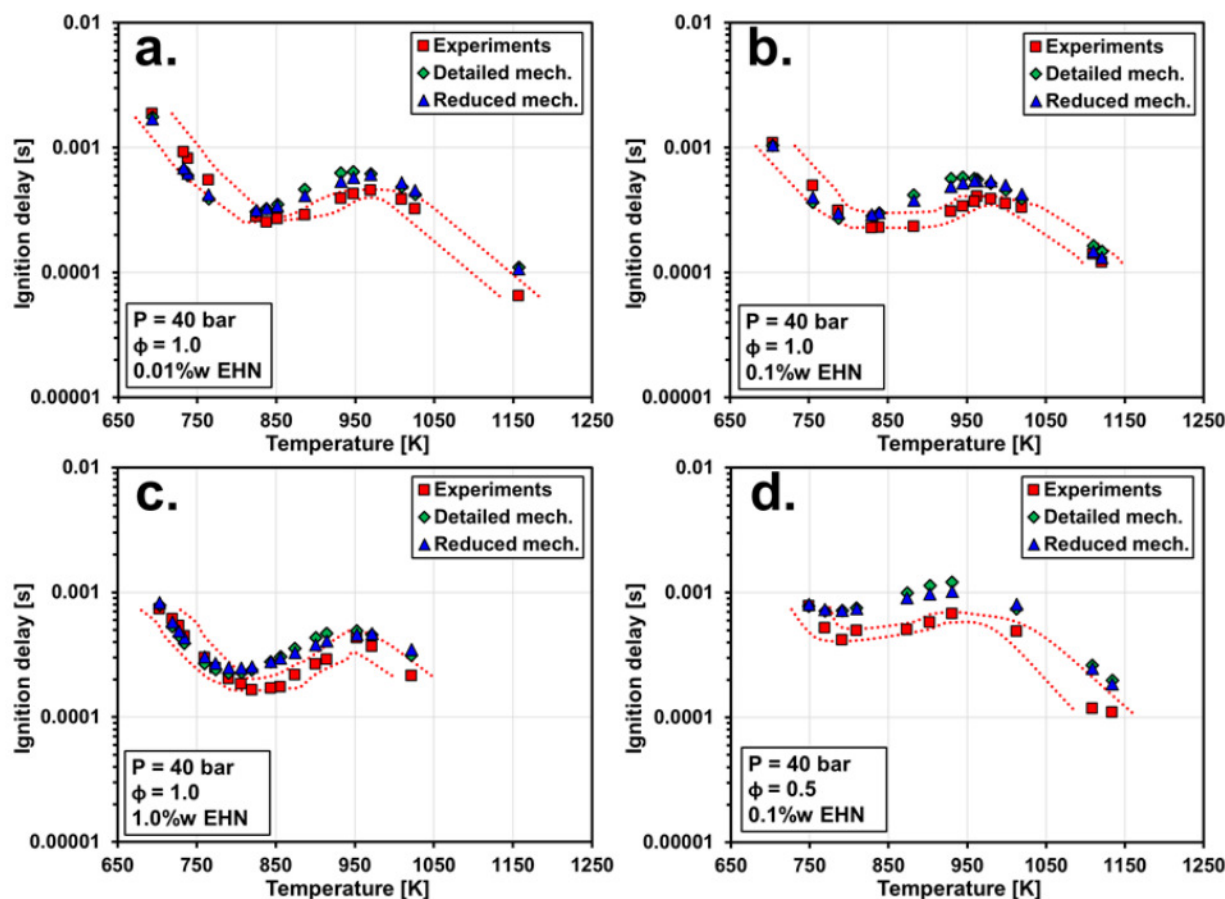 a.
Experiments
Detailed mech.
Reduced mech.
Ignition delay [s]
0.01
0.001
0.0001
0.00001
P = 40 bar
ϕ = 1.0
0.01%w EHN
650 750 850 950 1050 1150 1250
Temperature [K]
b.
Experiments
Detailed mech.
Reduced mech.
Ignition delay [s]
0.01
0.001
0.0001
0.00001
P = 40 bar
ϕ = 1.0
0.1%w EHN
650 750 850 950 1050 1150 1250
Temperature [K]
c.
Experiments
Detailed mech.
Reduced mech.
Ignition delay [s]
0.01
0.001
0.0001
0.00001
P = 40 bar
ϕ = 1.0
1.0%w EHN
650 750 850 950 1050 1150 1250
Temperature [K]
d.
Experiments
Detailed mech.
Reduced mech.
Ignition delay [s]
0.01
0.001
0.0001
0.00001
P = 40 bar
ϕ = 0.5
0.1%w EHN
650 750 850 950 1050 1150 1250
Temperature [K]